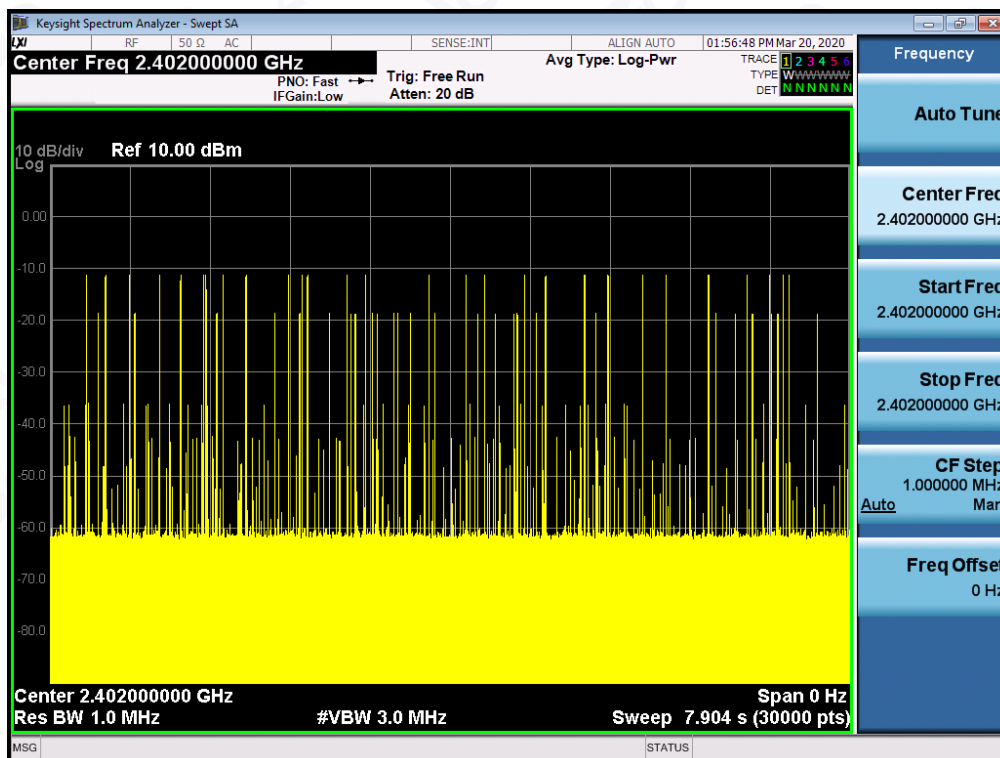 Keysight Spectrum Analyzer - Swept SA
LXI RF 50 Ω AC SENSE:INT ALIGN AUTO 01:56:48 PM Mar 20, 2020
Center Freq 2.402000000 GHz
PNO: Fast
IFGain:Low
Trig: Free Run
Atten: 20 dB
Avg Type: Log-Pwr
TRACE 1 2 3 4 5 6
TYPE WWWWWW
DET N N N N N N
10 dB/div Ref 10.00 dBm
Log
0.00
-10.0
-20.0
-30.0
-40.0
-50.0
-60.0
-70.0
-80.0
Center 2.402000000 GHz Span 0 Hz
Res BW 1.0 MHz #VBW 3.0 MHz Sweep 7.904 s (30000 pts)
MSG STATUS
Frequency
Auto Tune
Center Freq
2.402000000 GHz
Start Freq
2.402000000 GHz
Stop Freq
2.402000000 GHz
CF Step
1.000000 MHz
Auto Man
Freq Offset
0 Hz